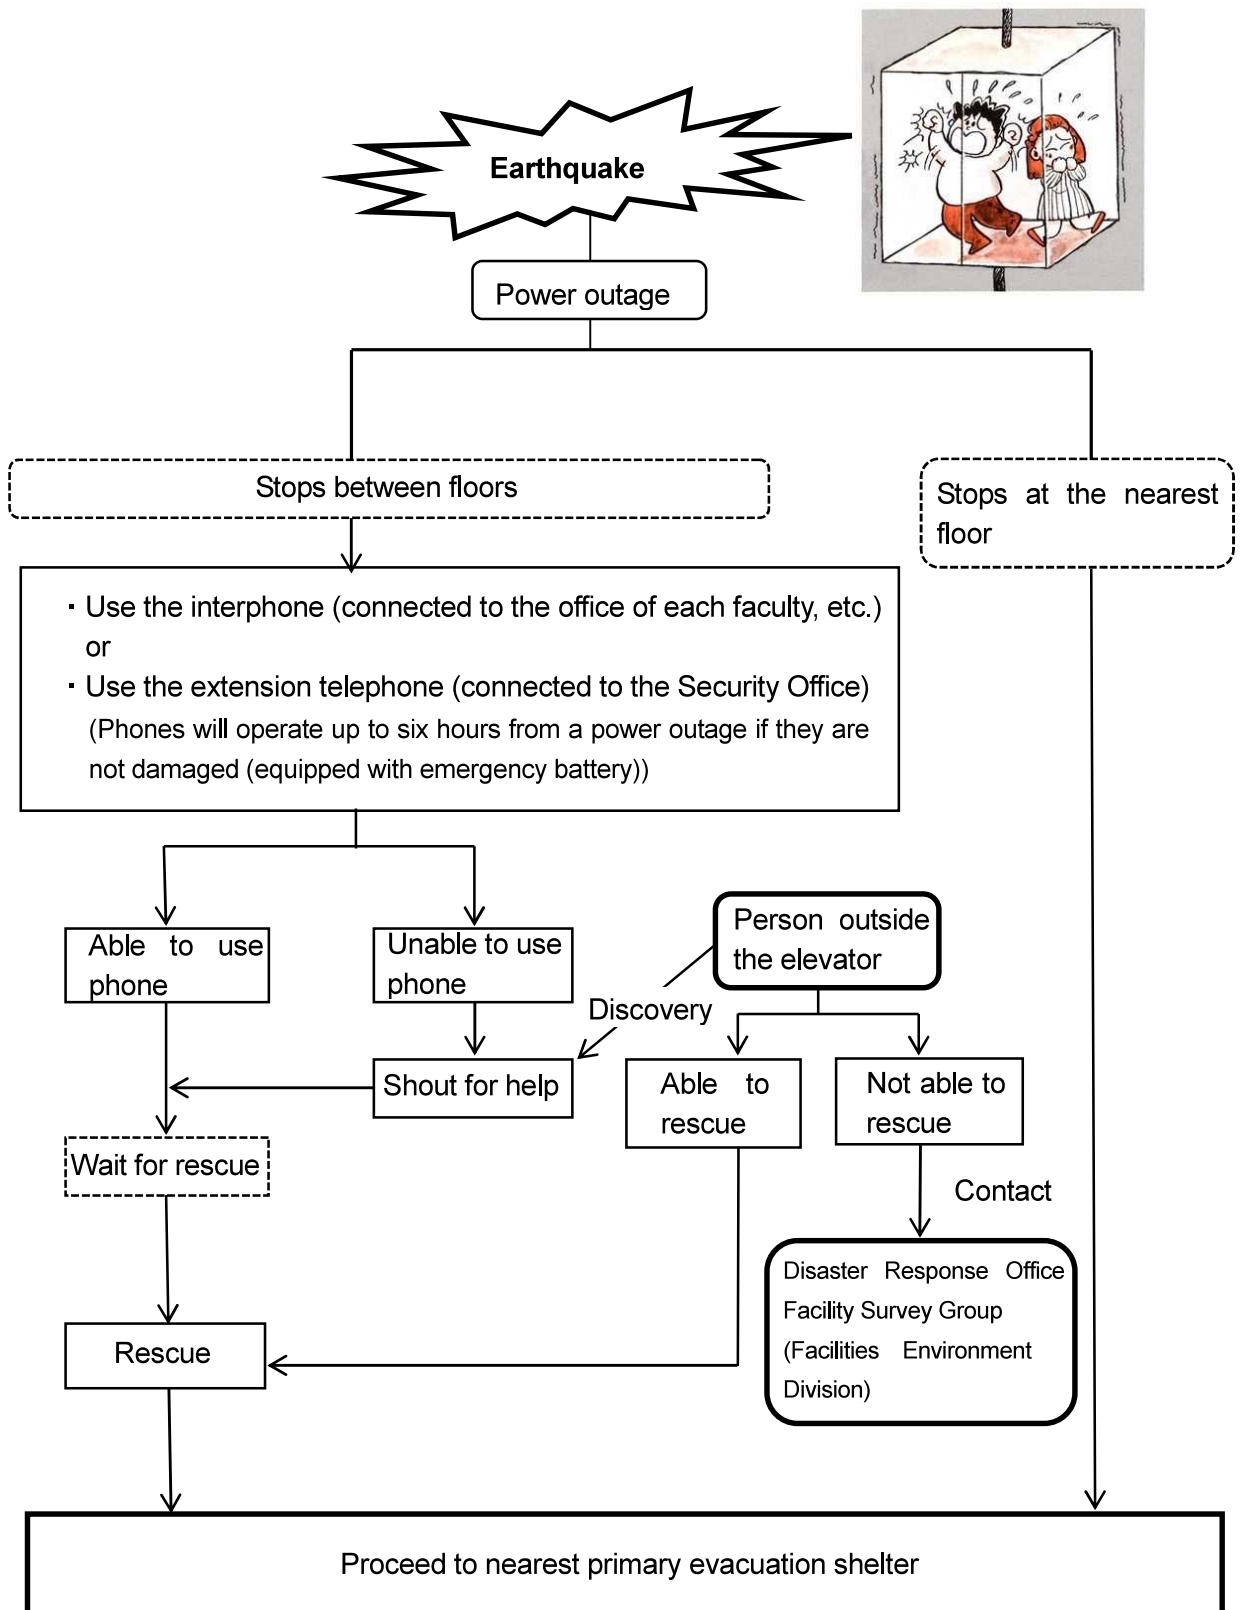 Earthquake
Power outage
Stops between floors
Stops at the nearest
floor
・Use the interphone (connected to the office of each faculty, etc.)
or
・Use the extension telephone (connected to the Security Office)
(Phones will operate up to six hours from a power outage if they are
not damaged (equipped with emergency battery))
Able to use
phone
Unable to use
phone
Person outside
the elevator
Discovery
Shout for help
Able to
rescue
Not able to
rescue
Wait for rescue
Contact
Disaster Response Office
Facility Survey Group
(Facilities Environment
Division)
Rescue
Proceed to nearest primary evacuation shelter